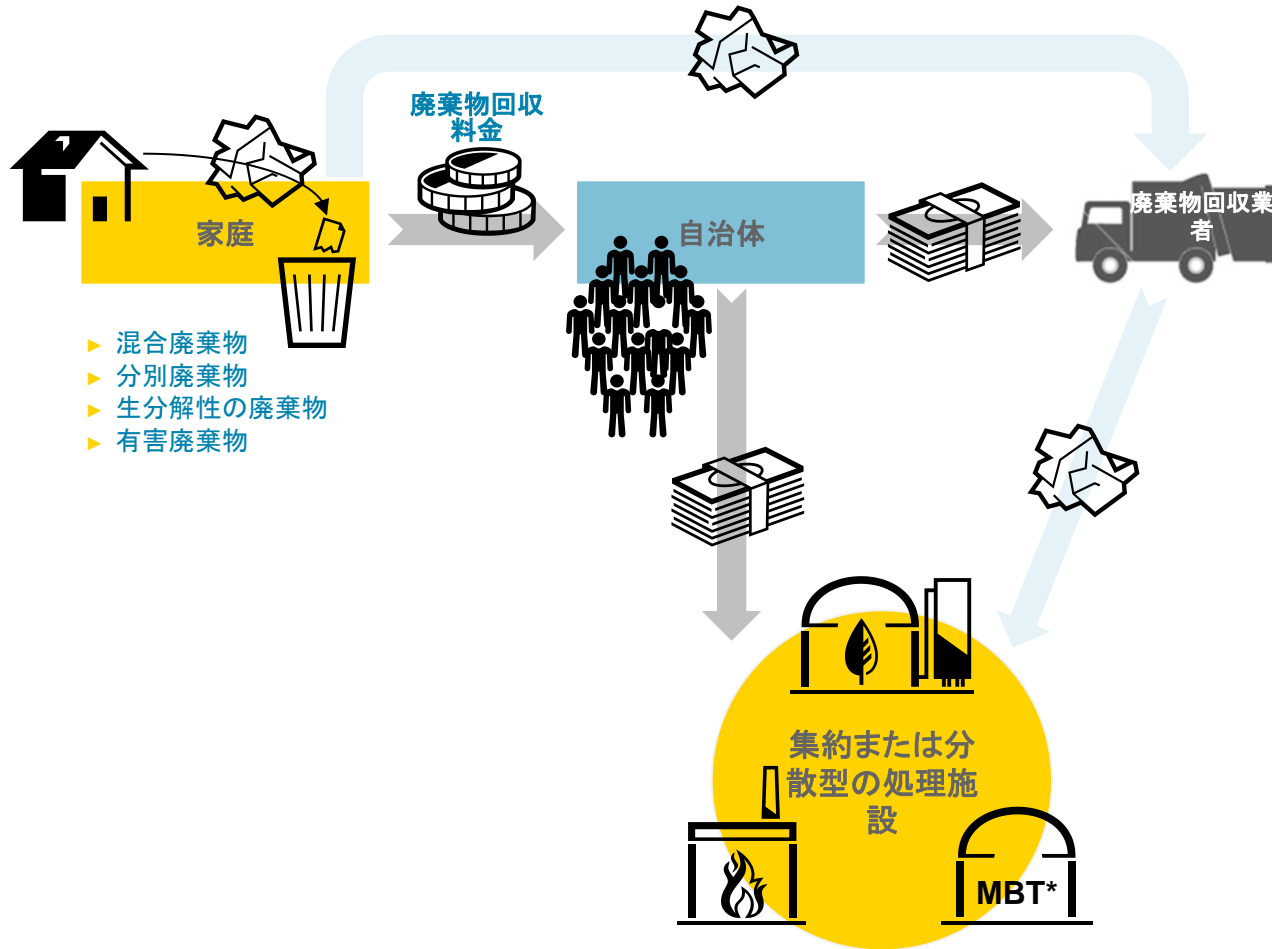 廃棄物回収
料金
家庭
自治体
廃棄物回収業
者
► 混合廃棄物
► 分別廃棄物
► 生分解性の廃棄物
► 有害廃棄物
集約または分
散型の処理施
設
MBT*